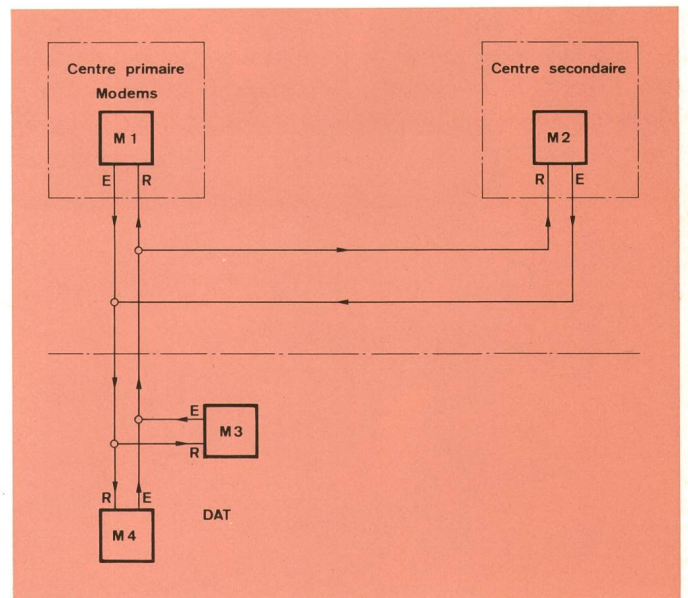 Centre primaire
Modems
M 1
E R
Centre secondaire
M 2
R E
E
M 3
R
R E
M 4
DAT